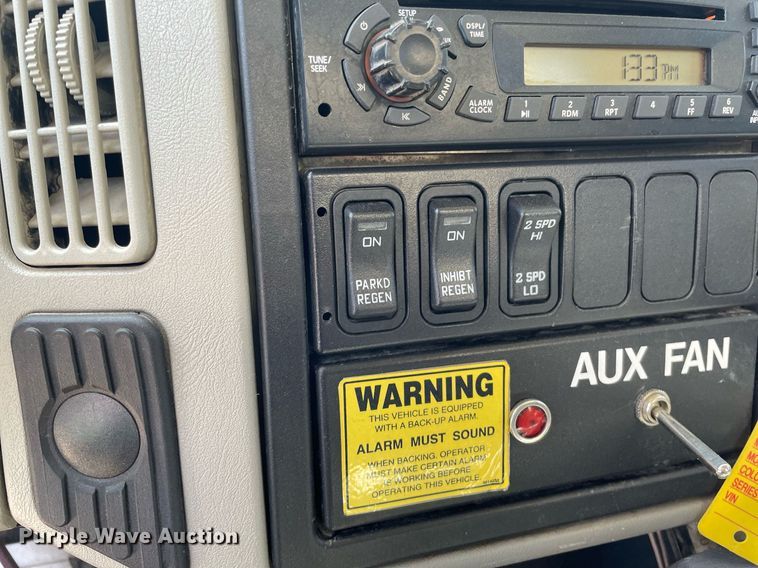 SETUP
DSPL/
TIME
TUNE/
SEEK
BAND
ALARM
CLOCK
1:33 PM
1
2
RDM
3
RPT
4
5
FF
6
REV
ON
PARKD
REGEN
ON
INHIBT
REGEN
2 SPD
HI
2 SPD
LO
AUX FAN
WARNING
THIS VEHICLE IS EQUIPPED
WITH A BACK-UP ALARM.
ALARM MUST SOUND
WHEN BACKING, OPERATOR
MUST MAKE CERTAIN ALARM
IS WORKING BEFORE
OPERATING THIS VEHICLE.
COLO
SERIES
VIN
Purple Wave Auction